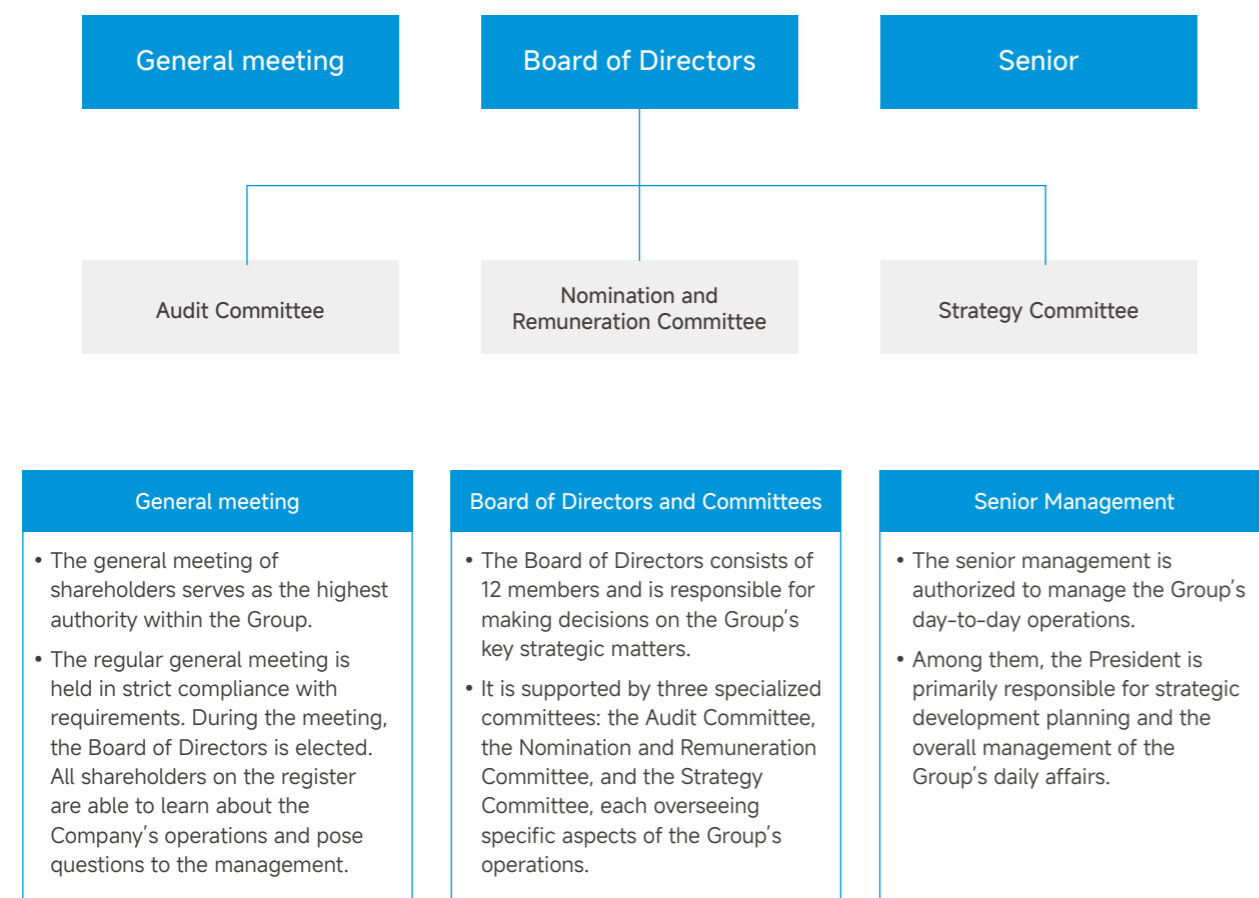 General meeting
Board of Directors
Senior
Audit Committee
Nomination and
Remuneration Committee
Strategy Committee
General meeting
• The general meeting of
shareholders serves as the highest
authority within the Group.
• The regular general meeting is
held in strict compliance with
requirements. During the meeting,
the Board of Directors is elected.
All shareholders on the register
are able to learn about the
Company's operations and pose
questions to the management.
Board of Directors and Committees
• The Board of Directors consists of
12 members and is responsible for
making decisions on the Group's
key strategic matters.
• It is supported by three specialized
committees: the Audit Committee,
the Nomination and Remuneration
Committee, and the Strategy
Committee, each overseeing
specific aspects of the Group's
operations.
Senior Management
• The senior management is
authorized to manage the Group's
day-to-day operations.
• Among them, the President is
primarily responsible for strategic
development planning and the
overall management of the
Group's daily affairs.